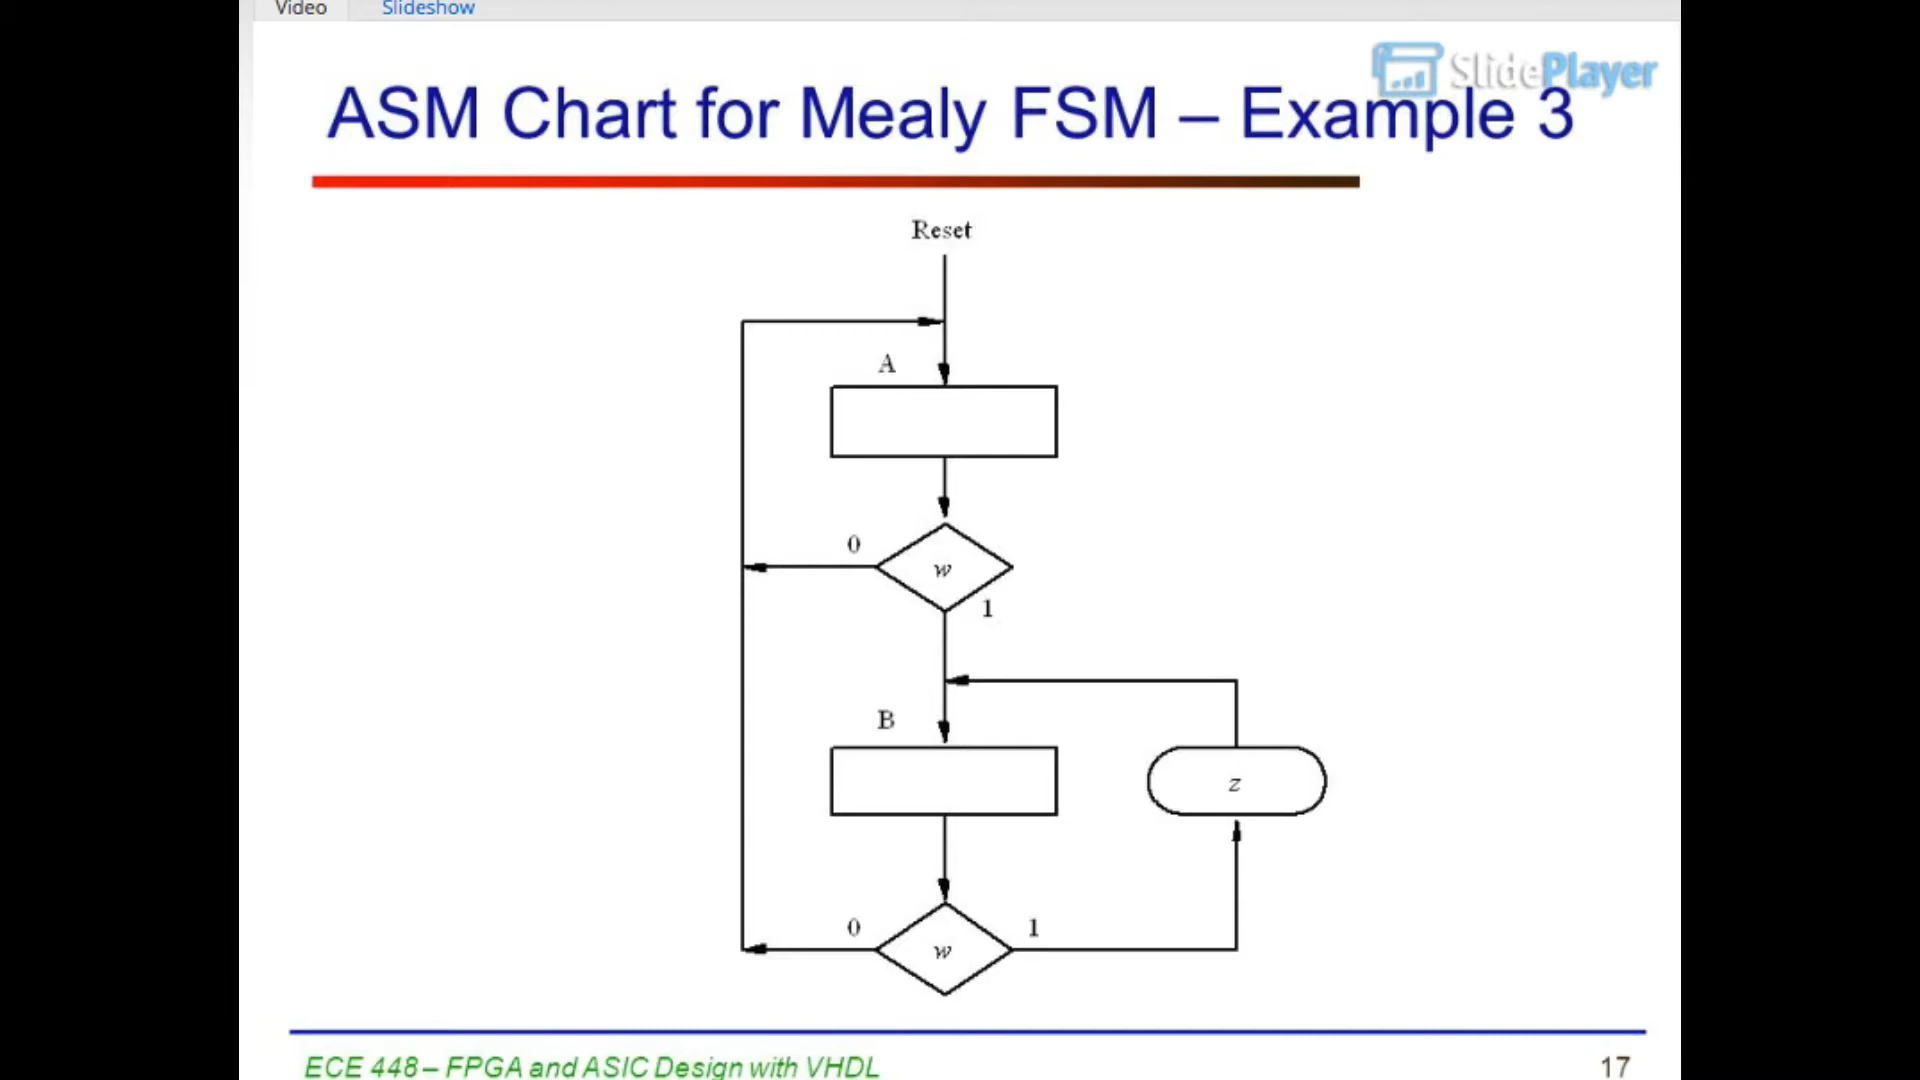 Video Slideshow
SlidePlayer
ASM Chart for Mealy FSM – Example 3
Reset
A
0
w
1
B
z
0
1
w
ECE 448 – FPGA and ASIC Design with VHDL
17